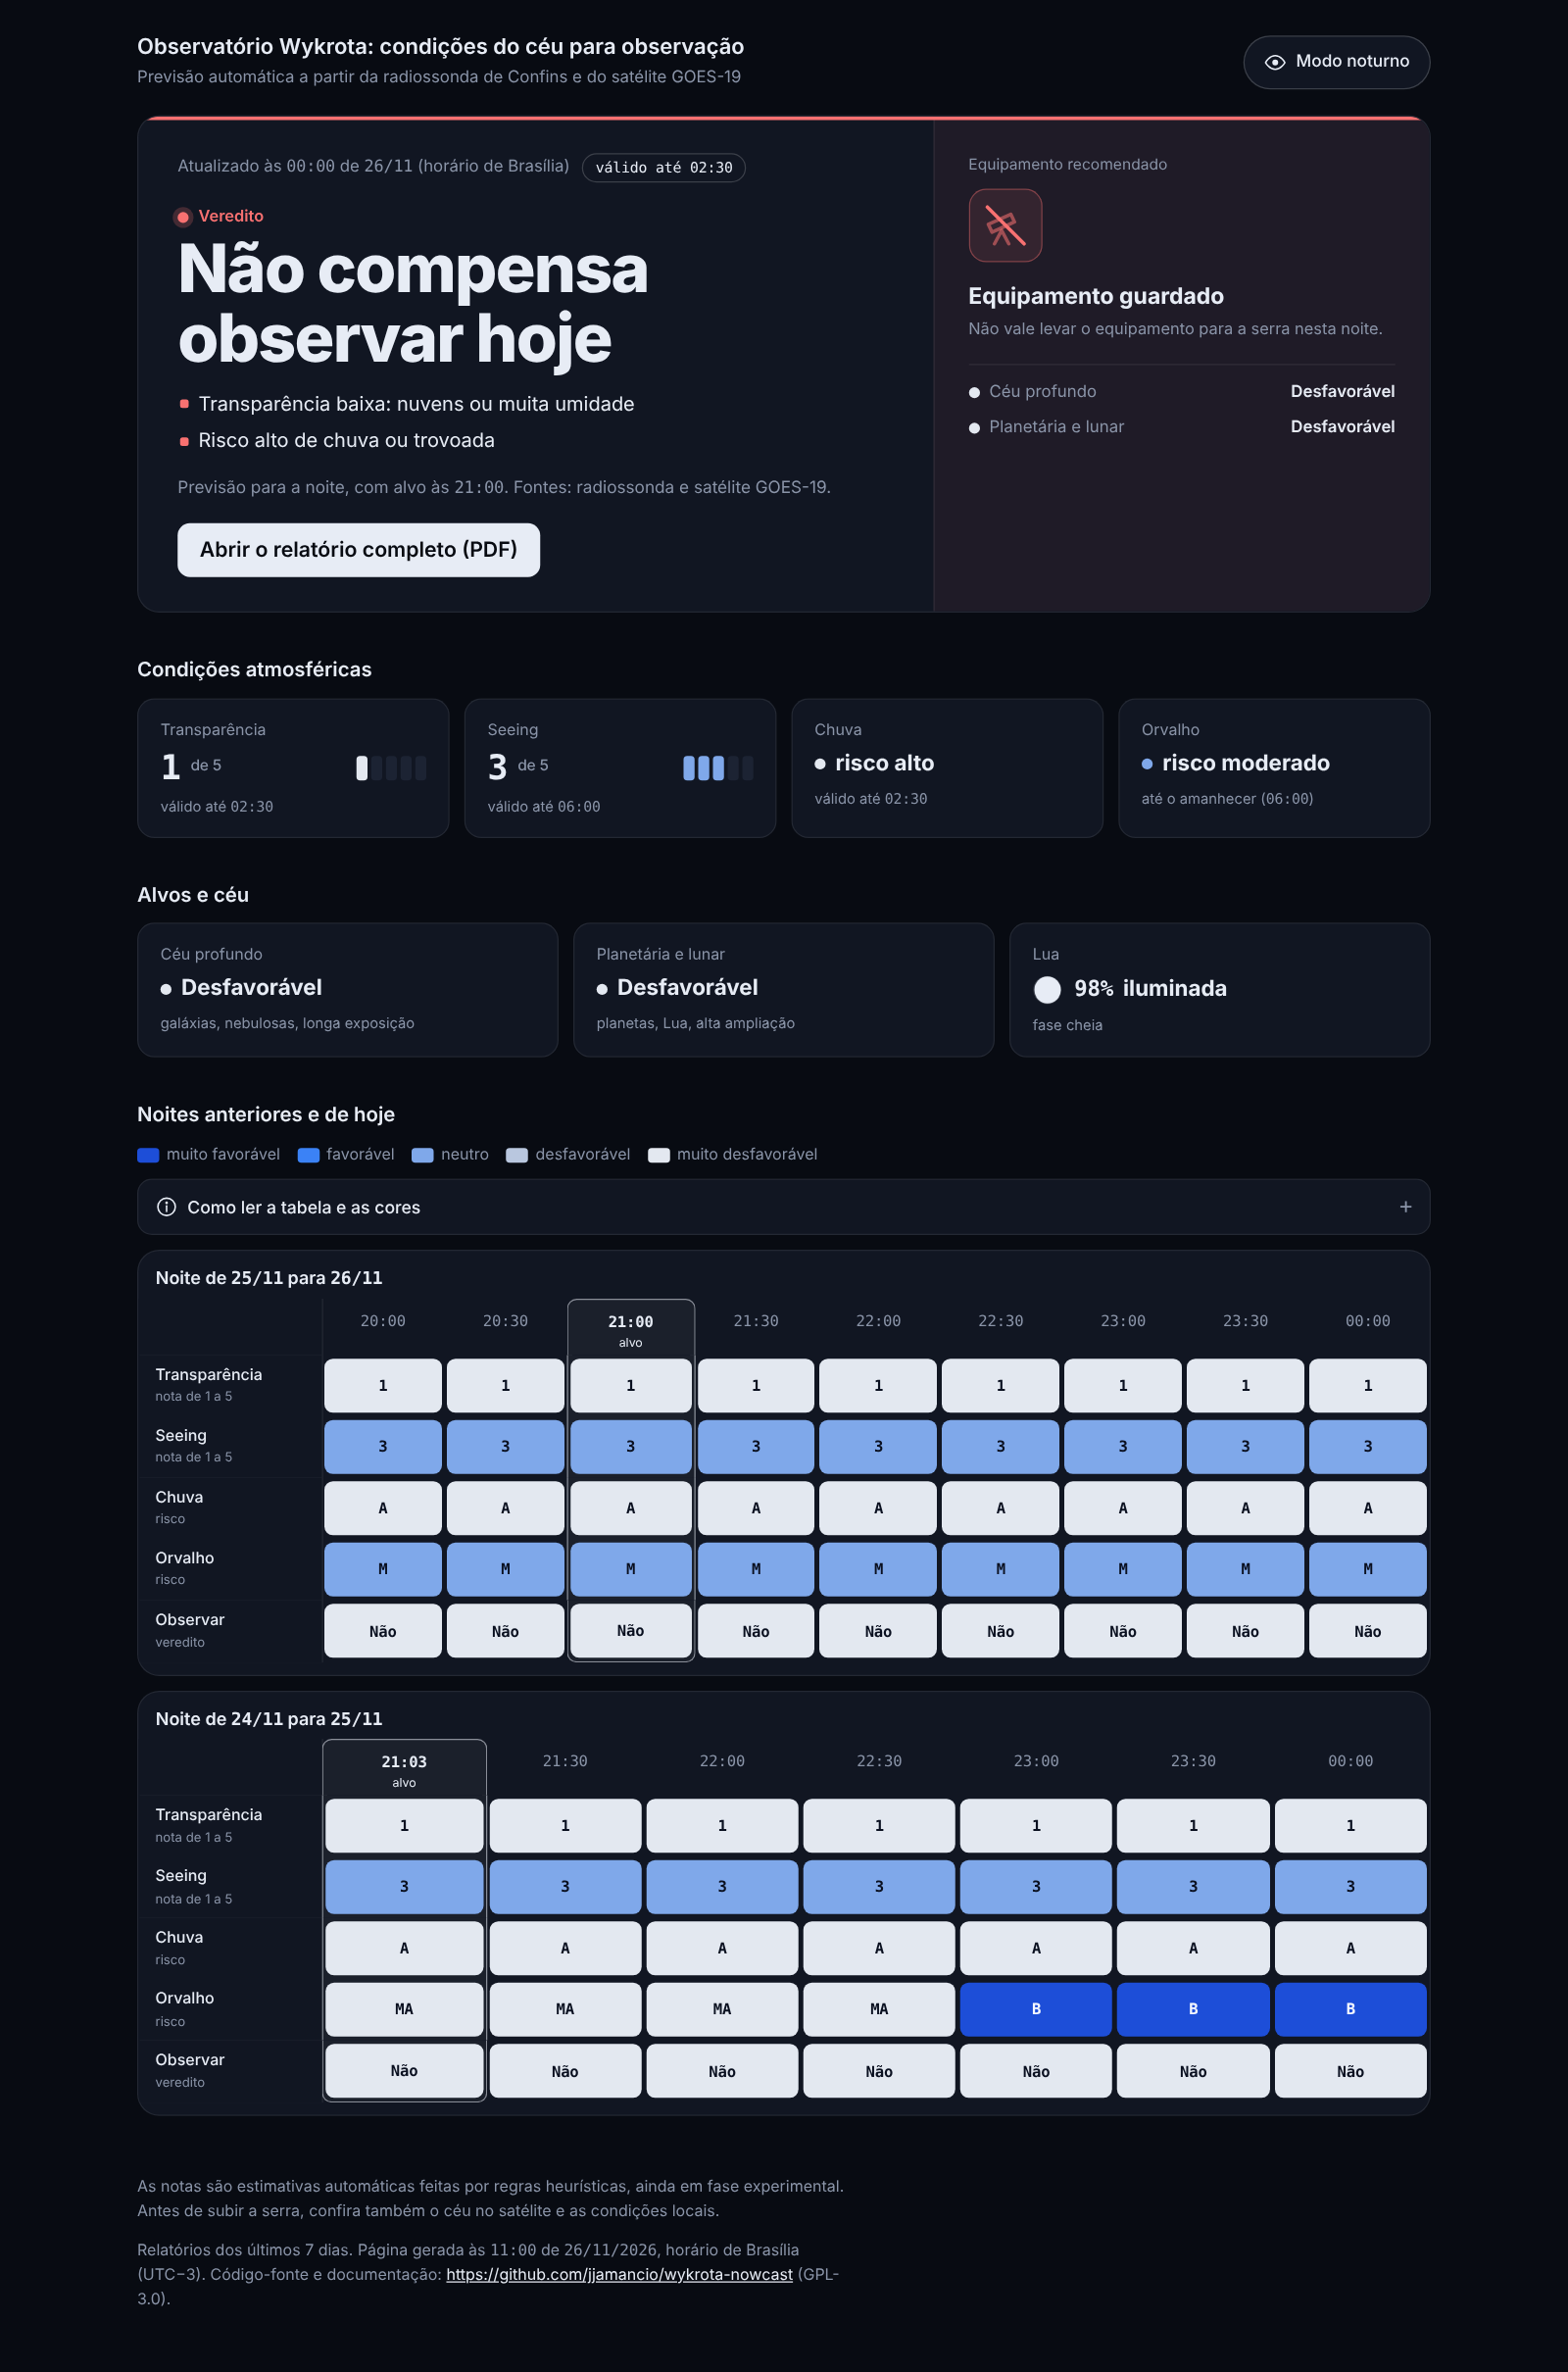 Observatório Wykrota: condições do céu para observação
Previsão automática a partir da radiossonda de Confins e do satélite GOES-19
Modo noturno
Atualizado às 00:00 de 26/11 (horário de Brasília) válido até 02:30
Veredito
Não compensa
observar hoje
Transparência baixa: nuvens ou muita umidade
Risco alto de chuva ou trovoada
Previsão para a noite, com alvo às 21:00. Fontes: radiossonda e satélite GOES-19.
Abrir o relatório completo (PDF)
Equipamento recomendado
Equipamento guardado
Não vale levar o equipamento para a serra nesta noite.
Céu profundo Desfavorável
Planetária e lunar Desfavorável
Condições atmosféricas
Transparência
1 de 5
válido até 02:30
Seeing
3 de 5
válido até 06:00
Chuva
risco alto
válido até 02:30
Orvalho
risco moderado
até o amanhecer (06:00)
Alvos e céu
Céu profundo
Desfavorável
galáxias, nebulosas, longa exposição
Planetária e lunar
Desfavorável
planetas, Lua, alta ampliação
Lua
98% iluminada
fase cheia
Noites anteriores e de hoje
muito favorável favorável neutro desfavorável muito desfavorável
Como ler a tabela e as cores +
Noite de 25/11 para 26/11
20:00 20:30 21:00 21:30 22:00 22:30 23:00 23:30 00:00
alvo
Transparência 1 1 1 1 1 1 1 1 1
nota de 1 a 5
Seeing 3 3 3 3 3 3 3 3 3
nota de 1 a 5
Chuva A A A A A A A A A
risco
Orvalho M M M M M M M M M
risco
Observar Não Não Não Não Não Não Não Não Não
veredito
Noite de 24/11 para 25/11
21:03 21:30 22:00 22:30 23:00 23:30 00:00
alvo
Transparência 1 1 1 1 1 1 1
nota de 1 a 5
Seeing 3 3 3 3 3 3 3
nota de 1 a 5
Chuva A A A A A A A
risco
Orvalho MA MA MA MA B B B
risco
Observar Não Não Não Não Não Não Não
veredito
As notas são estimativas automáticas feitas por regras heurísticas, ainda em fase experimental.
Antes de subir a serra, confira também o céu no satélite e as condições locais.
Relatórios dos últimos 7 dias. Página gerada às 11:00 de 26/11/2026, horário de Brasília
(UTC−3). Código-fonte e documentação: https://github.com/jjamancio/wykrota-nowcast (GPL-
3.0).